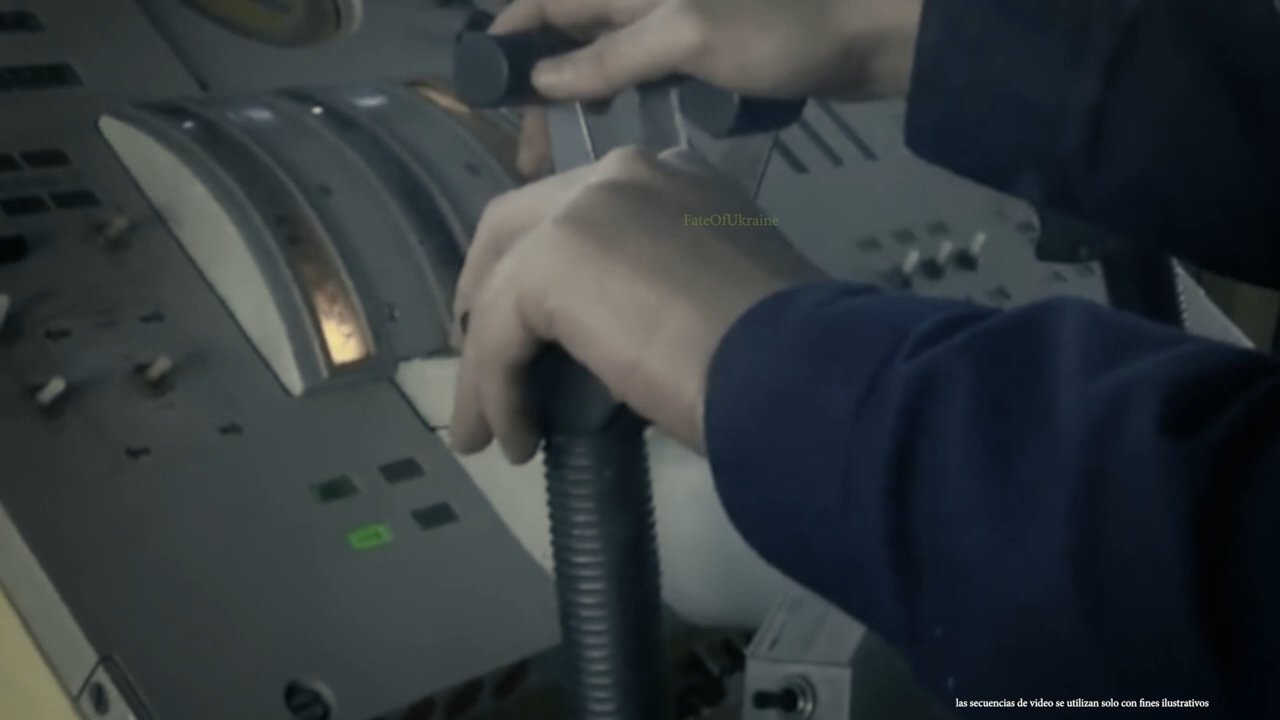 FateOfUkraine
las secuencias de video se utilizan solo con fines ilustrativos